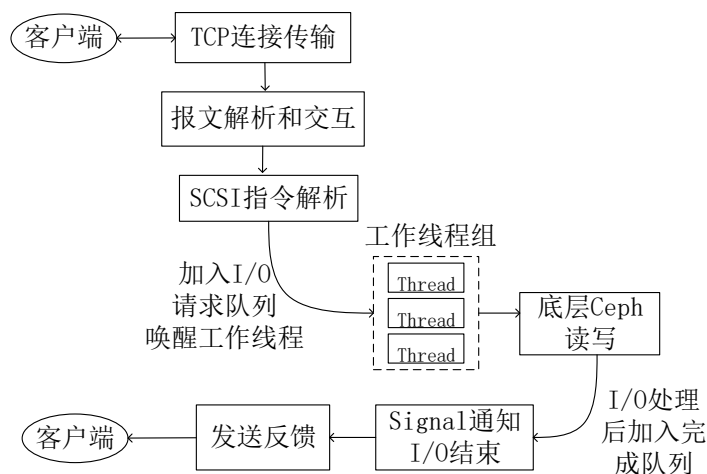 客户端
TCP连接传输
报文解析和交互
SCSI指令解析
工作线程组
加入I/O
请求队列
唤醒工作线程
Thread
Thread
Thread
底层Ceph
读写
I/O处理
后加入完
成队列
Signal通知
I/O结束
发送反馈
客户端